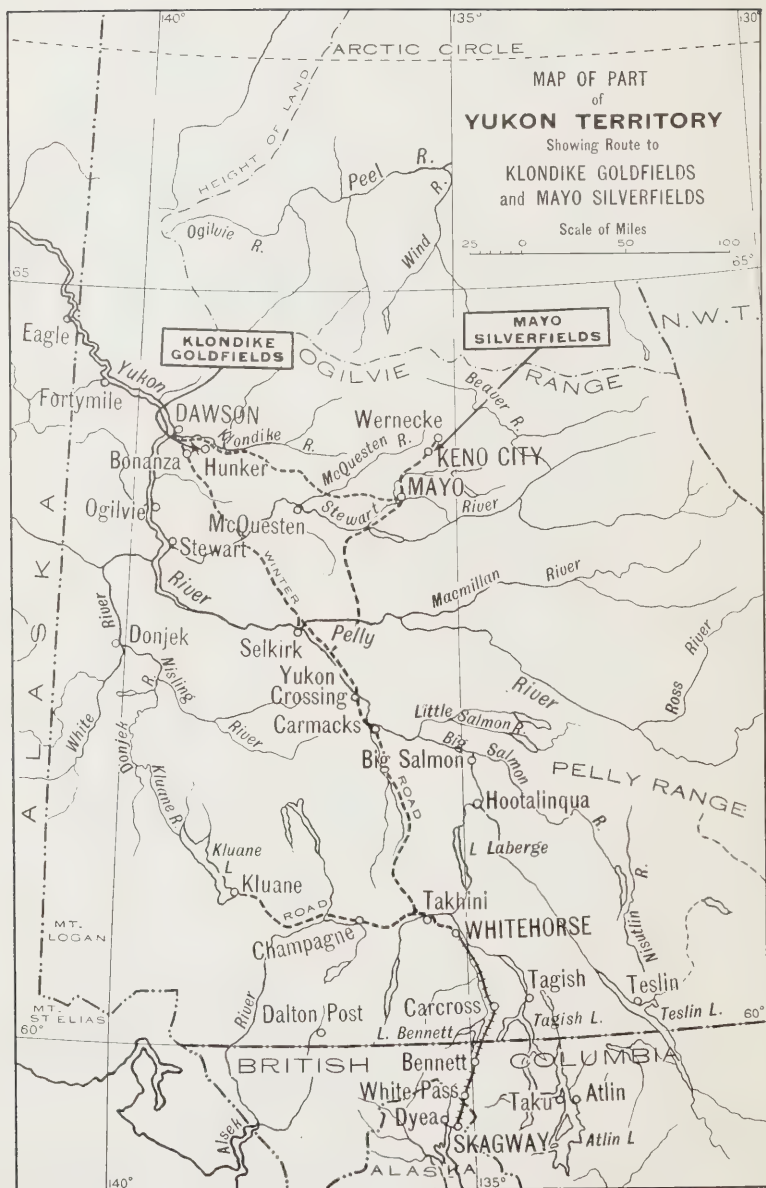 140°
135°
130°
ARCTIC CIRCLE
MAP OF PART
of
YUKON TERRITORY
Showing Route to
KLONDIKE GOLDFIELDS
and MAYO SILVERFIELDS
Scale of Miles
25 0 50 100
HEIGHT OF LAND
Peel R.
Ogilvie R.
Wind R.
65
65°
N.W.T.
Eagle
KLONDIKE
GOLDFIELDS
MAYO
SILVERFIELDS
OGILVIE RANGE
Yukon
Fortymile
Beaver R.
DAWSON
Klondike R.
Wernecke
McQuesten R.
Bonanza
Hunker
KENO CITY
MAYO
Ogilvie
McQuesten
Stewart River
Stewart
WINTER
River
Macmillan River
River
Donjek
Selkirk
Pelly
River
Ross River
ALASKA
White
Nisling
R.
River
Donjek
Yukon
Crossing
Carmacks
Little Salmon R.
Big Salmon
Big Salmon R.
PELLY RANGE
Kluane R.
ROAD
Hootalinqua
L Laberge
Kluane
L
Kluane
ROAD
Takhini
Nisutlin R.
MT.
LOGAN
Champagne
WHITEHORSE
Tagish
Teslin
Teslin L.
MT.
ST ELIAS
River
Dalton Post
Carcross
L. Bennett
Tagish L.
60°
60°
BRITISH COLUMBIA
Bennett
White Pass
Taku
Atlin
Dyea
Alsek
SKAGWAY
Atlin L
ALASKA
140°
135°